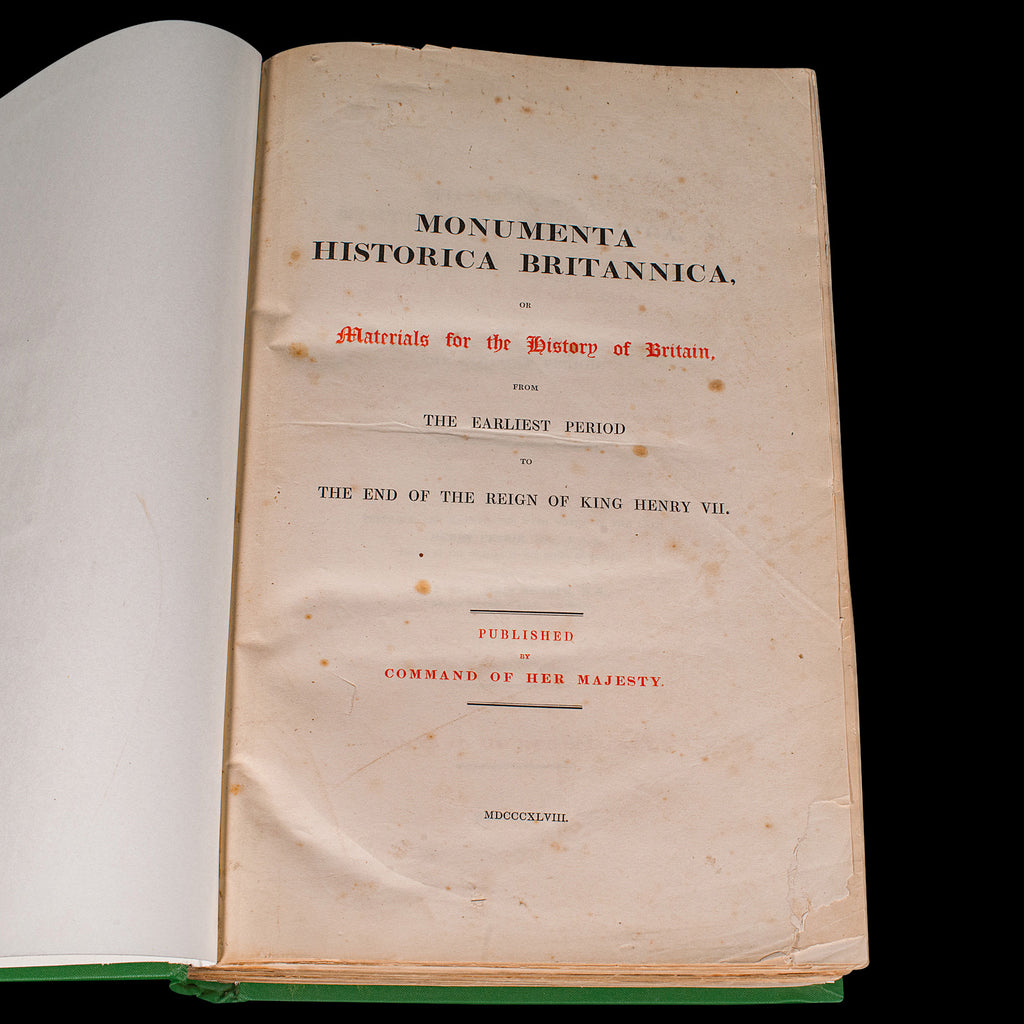 MONUMENTA
HISTORICA BRITANNICA,
OR
Materials for the History of Britain,
FROM
THE EARLIEST PERIOD
TO
THE END OF THE REIGN OF KING HENRY VII.
PUBLISHED
BY
COMMAND OF HER MAJESTY.
MDCCCXLVIII.